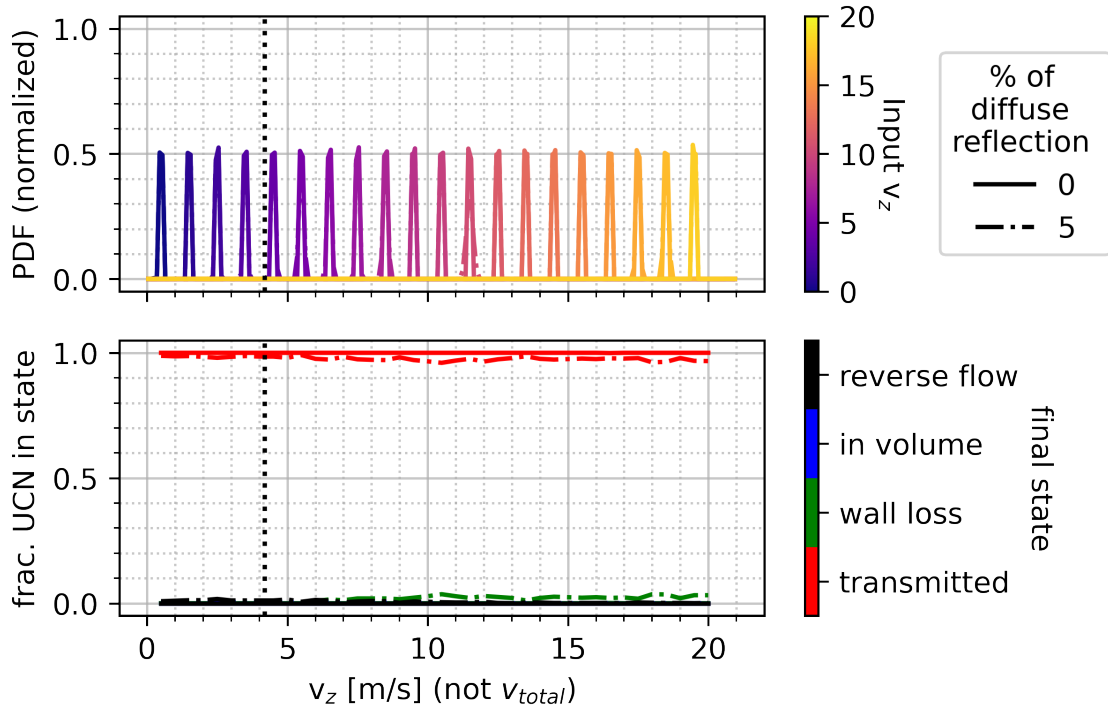 PDF (normalized)
1.0
0.5
0.0
20
15
10
5
0
Input v_z
% of
diffuse
reflection
0
5
frac. UCN in state
1.0
0.5
0.0
0
5
10
15
20
v_z [m/s] (not v_total)
reverse flow
in volume
wall loss
transmitted
final state